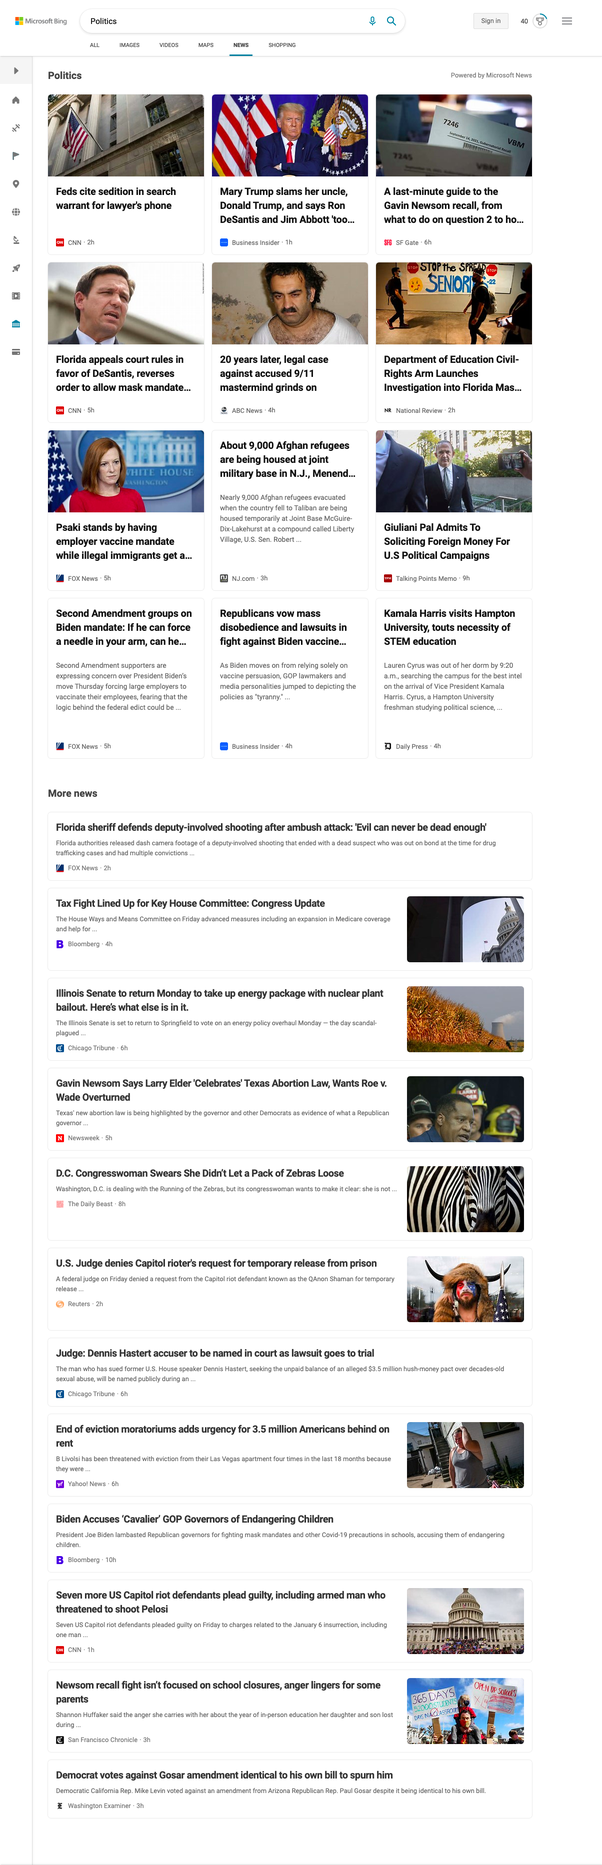 Microsoft Bing
Politics
Sign in
40
ALL
IMAGES
VIDEOS
MAPS
NEWS
SHOPPING
Politics
Powered by Microsoft News
Feds cite sedition in search
warrant for lawyer's phone
CNN · 2h
Mary Trump slams her uncle,
Donald Trump, and says Ron
DeSantis and Jim Abbott 'too...
Business Insider · 1h
7246
7245
VBM
VBM
A last-minute guide to the
Gavin Newsom recall, from
what to do on question 2 to ho...
SF Gate · 6h
Florida appeals court rules in
favor of DeSantis, reverses
order to allow mask mandate...
CNN · 5h
20 years later, legal case
against accused 9/11
mastermind grinds on
ABC News · 4h
STOP the SPREAD
SENIOR
Department of Education Civil-
Rights Arm Launches
Investigation into Florida Mas...
NR National Review · 2h
WHITE HOUSE
WASHINGTON
Psaki stands by having
employer vaccine mandate
while illegal immigrants get a...
FOX News · 5h
About 9,000 Afghan refugees
are being housed at joint
military base in N.J., Menend...
Nearly 9,000 Afghan refugees evacuated
when the country fell to Taliban are being
housed temporarily at Joint Base McGuire-
Dix-Lakehurst at a compound called Liberty
Village, U.S. Sen. Robert ...
NJ.com · 3h
Giuliani Pal Admits To
Soliciting Foreign Money For
U.S Political Campaigns
Talking Points Memo · 9h
Second Amendment groups on
Biden mandate: If he can force
a needle in your arm, can he...
Second Amendment supporters are
expressing concern over President Biden's
move Thursday forcing large employers to
vaccinate their employees, fearing that the
logic behind the federal edict could be ...
FOX News · 5h
Republicans vow mass
disobedience and lawsuits in
fight against Biden vaccine...
As Biden moves on from relying solely on
vaccine persuasion, GOP lawmakers and
media personalities jumped to depicting the
policies as "tyranny." ...
Business Insider · 4h
Kamala Harris visits Hampton
University, touts necessity of
STEM education
Lauren Cyrus was out of her dorm by 9:20
a.m., searching the campus for the best intel
on the arrival of Vice President Kamala
Harris. Cyrus, a Hampton University
freshman studying political science, ...
Daily Press · 4h
More news
Florida sheriff defends deputy-involved shooting after ambush attack: 'Evil can never be dead enough'
Florida authorities released dash camera footage of a deputy-involved shooting that ended with a dead suspect who was out on bond at the time for drug
trafficking cases and had multiple convictions ...
FOX News · 2h
Tax Fight Lined Up for Key House Committee: Congress Update
The House Ways and Means Committee on Friday advanced measures including an expansion in Medicare coverage
and help for ...
B Bloomberg · 4h
Illinois Senate to return Monday to take up energy package with nuclear plant
bailout. Here's what else is in it.
The Illinois Senate is set to return to Springfield to vote on an energy policy overhaul Monday — the day scandal-
plagued ...
Chicago Tribune · 6h
Gavin Newsom Says Larry Elder 'Celebrates' Texas Abortion Law, Wants Roe v.
Wade Overturned
Texas' new abortion law is being highlighted by the governor and other Democrats as evidence of what a Republican
governor ...
N Newsweek · 5h
D.C. Congresswoman Swears She Didn't Let a Pack of Zebras Loose
Washington, D.C. is dealing with the Running of the Zebras, but its congresswoman wants to make it clear: she is not ...
The Daily Beast · 8h
U.S. Judge denies Capitol rioter's request for temporary release from prison
A federal judge on Friday denied a request from the Capitol riot defendant known as the QAnon Shaman for temporary
release ...
Reuters · 2h
Judge: Dennis Hastert accuser to be named in court as lawsuit goes to trial
The man who has sued former U.S. House speaker Dennis Hastert, seeking the unpaid balance of an alleged $3.5 million hush-money pact over decades-old
sexual abuse, will be named publicly during an ...
Chicago Tribune · 6h
End of eviction moratoriums adds urgency for 3.5 million Americans behind on
rent
B Livolsi has been threatened with eviction from their Las Vegas apartment four times in the last 18 months because
they were ...
Yahoo! News · 6h
Biden Accuses 'Cavalier' GOP Governors of Endangering Children
President Joe Biden lambasted Republican governors for fighting mask mandates and other Covid-19 precautions in schools, accusing them of endangering
children.
B Bloomberg · 10h
Seven more US Capitol riot defendants plead guilty, including armed man who
threatened to shoot Pelosi
Seven US Capitol riot defendants pleaded guilty on Friday to charges related to the January 6 insurrection, including
one man ...
CNN · 1h
Newsom recall fight isn't focused on school closures, anger lingers for some
parents
Shannon Huffaker said the anger she carries with her about the year of in-person education her daughter and son lost
during ...
San Francisco Chronicle · 3h
365 DAYS
Democrat votes against Gosar amendment identical to his own bill to spurn him
Democratic California Rep. Mike Levin voted against an amendment from Arizona Republican Rep. Paul Gosar despite it being identical to his own bill.
Washington Examiner · 3h